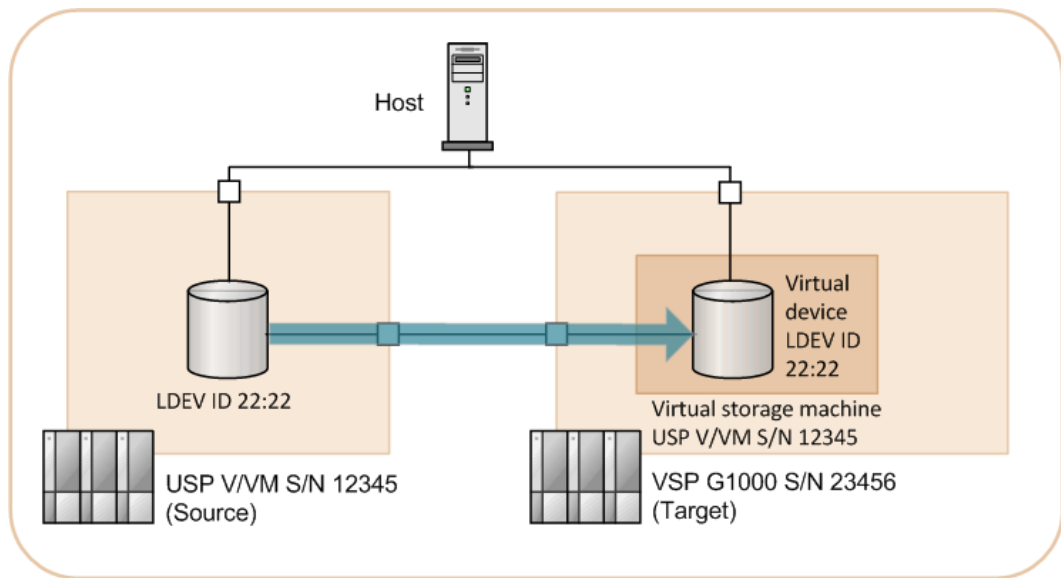 Host
Virtual
device
LDEV ID
22:22
LDEV ID 22:22
Virtual storage machine
USP V/VM S/N 12345
USP V/VM S/N 12345
(Source)
VSP G1000 S/N 23456
(Target)